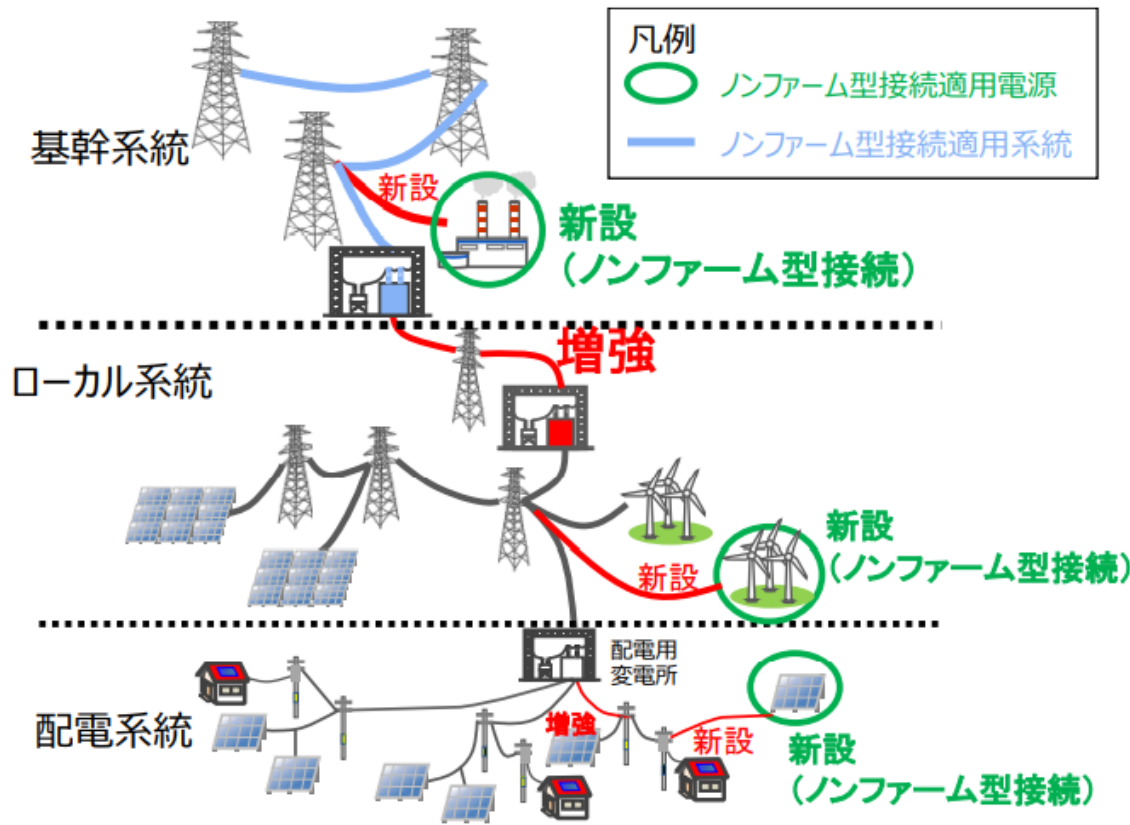 凡例
ノンファーム型接続適用電源
ノンファーム型接続適用系統
基幹系統
新設
新設
(ノンファーム型接続)
増強
ローカル系統
新設
(ノンファーム型接続)
新設
配電用
変電所
配電系統
増強
新設
新設
(ノンファーム型接続)